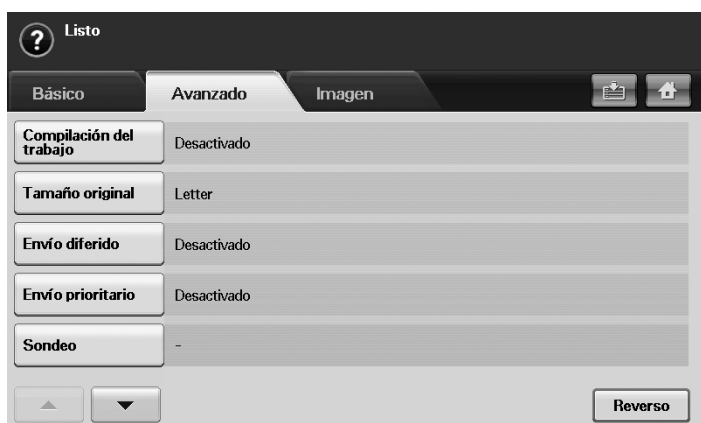 Listo
Básico
Avanzado
Imagen
Compilación del
trabajo
Desactivado
Tamaño original
Letter
Envío diferido
Desactivado
Envío prioritario
Desactivado
Sondeo
-
Reverso